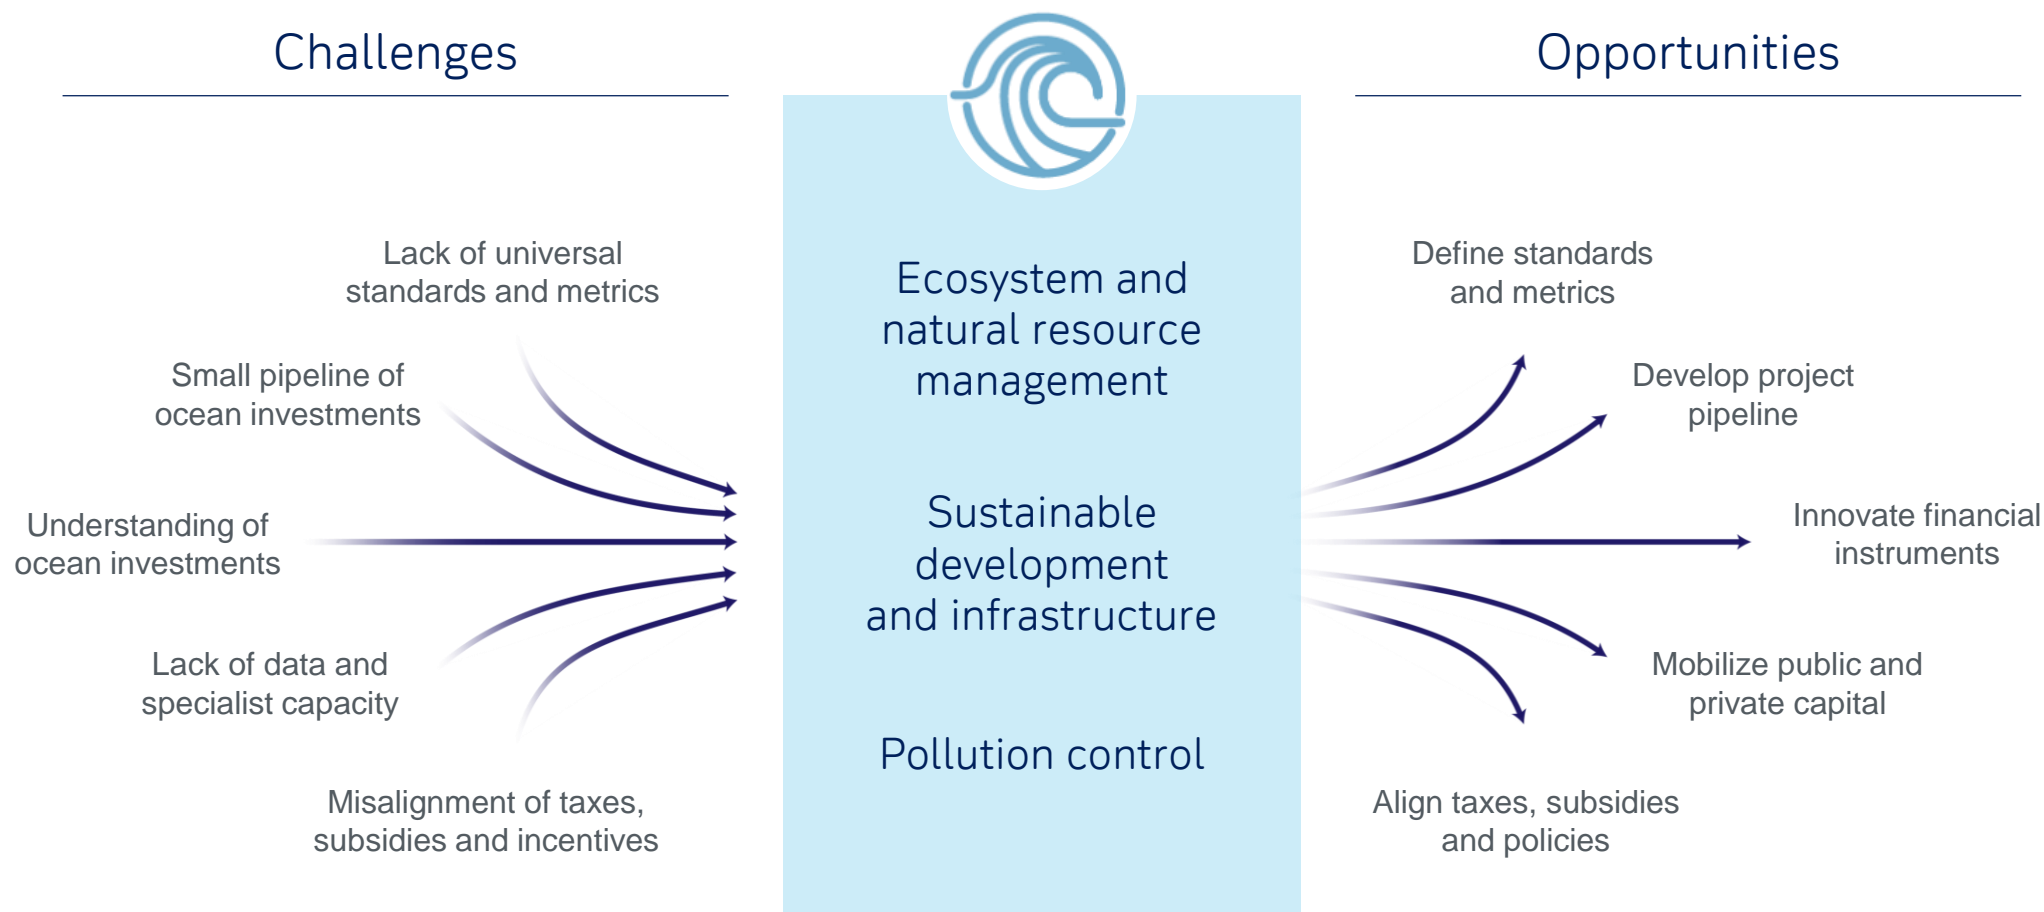 Challenges
Lack of universal
standards and metrics
Small pipeline of
ocean investments
Understanding of
ocean investments
Lack of data and
specialist capacity
Misalignment of taxes,
subsidies and incentives
Ecosystem and
natural resource
management
Sustainable
development
and infrastructure
Pollution control
Opportunities
Define standards
and metrics
Develop project
pipeline
Innovate financial
instruments
Mobilize public and
private capital
Align taxes, subsidies
and policies